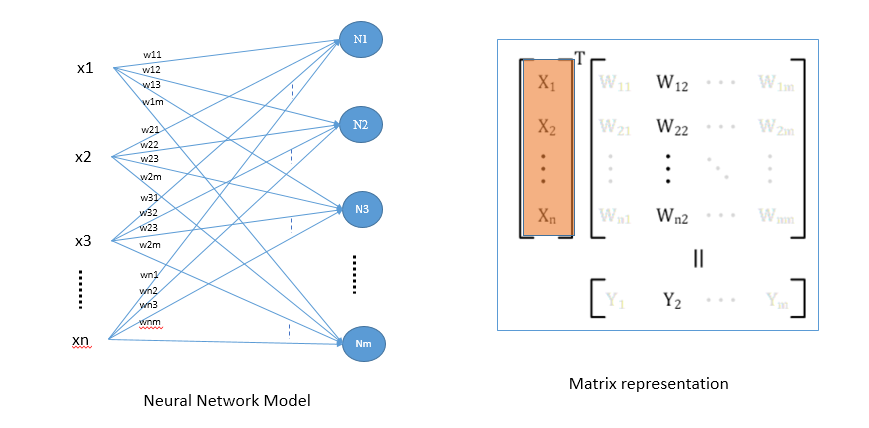 x1
x2
x3
xn
w11
w12
w13
w1m
w21
w22
w23
w2m
w31
w32
w23
w2m
wn1
wn2
wn3
wnm
N1
N2
N3
Nm
Neural Network Model
X1 T W11 W12 ... W1m
X2 W21 W22 ... W2m
Xn Wn1 Wn2 ... Wmn
=
Y1 Y2 ... Ym
Matrix representation